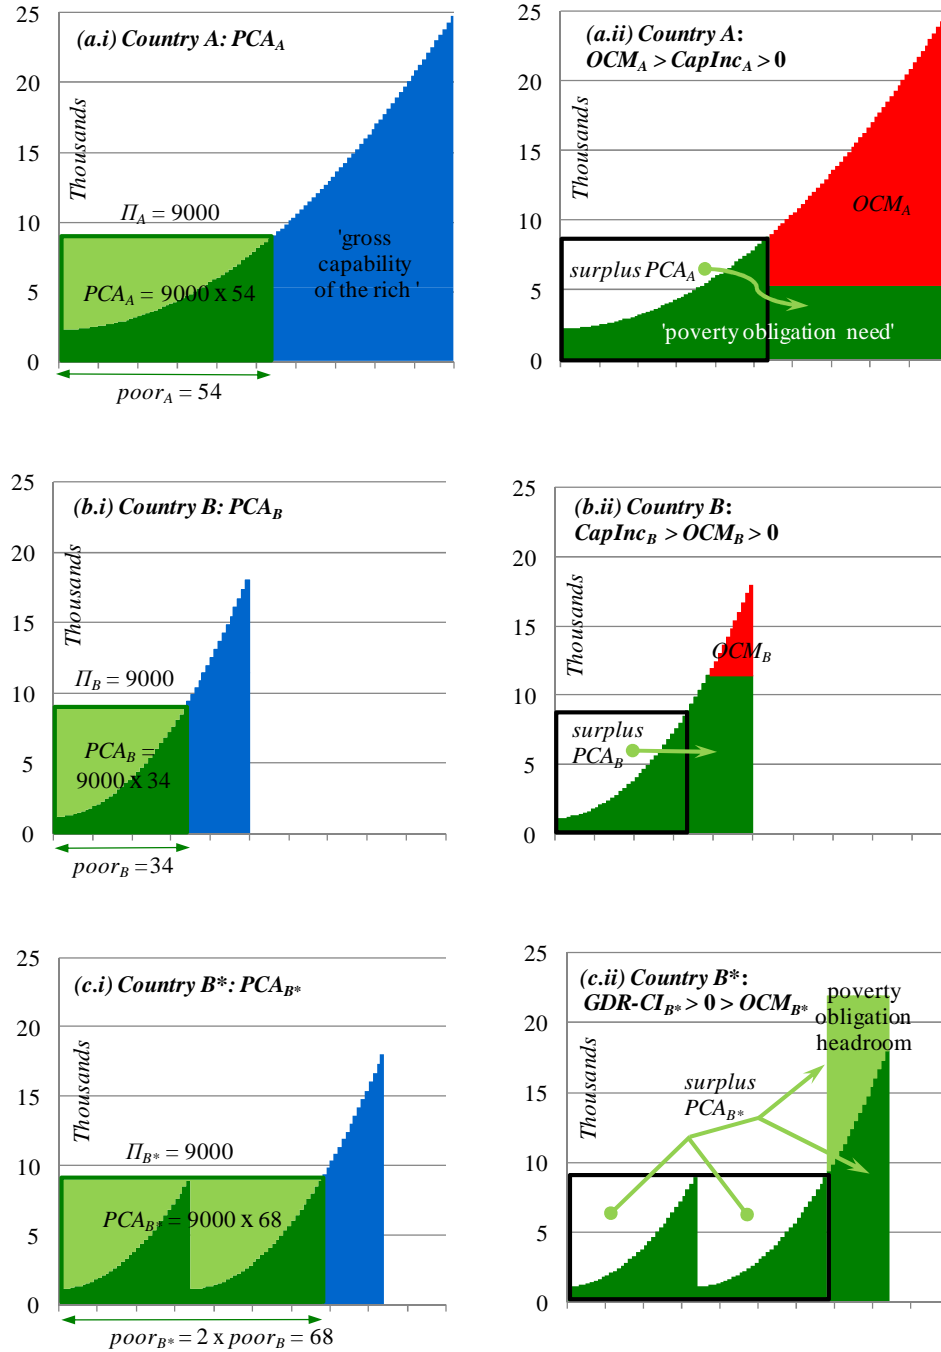 25
20
15
10
5
0
Thousands
(a.i) Country A: PCA_A
Π_A = 9000
PCA_A = 9000 x 54
'gross
capability
of the rich '
poor_A = 54
25
20
15
10
5
0
Thousands
(a.ii) Country A:
OCM_A > CapInc_A > 0
OCM_A
surplus PCA_A
'poverty obligation need'
25
20
15
10
5
0
Thousands
(b.i) Country B: PCA_B
Π_B = 9000
PCA_B =
9000 x 34
poor_B = 34
25
20
15
10
5
0
Thousands
(b.ii) Country B:
CapInc_B > OCM_B > 0
OCM_B
surplus
PCA_B
25
20
15
10
5
0
Thousands
(c.i) Country B*: PCA_B*
Π_B* = 9000
PCA_B* = 9000 x 68
poor_B* = 2 x poor_B = 68
25
20
15
10
5
0
Thousands
(c.ii) Country B*:
GDR-CI_B* > 0 > OCM_B*
poverty
obligation
headroom
surplus
PCA_B*